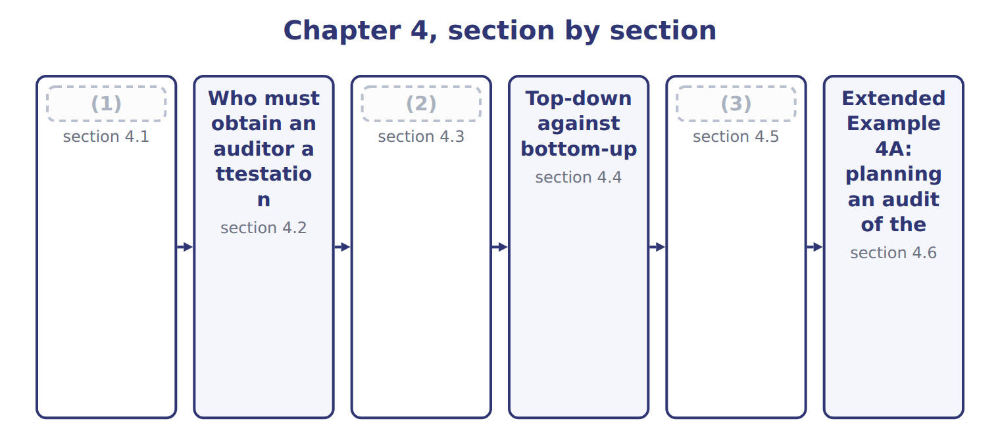 Chapter 4, section by section
(1)
section 4.1
Who must
obtain an
auditor a
ttestatio
n
section 4.2
(2)
section 4.3
Top-down
against
bottom-up
section 4.4
(3)
section 4.5
Extended
Example
4A:
planning
an audit
of the
section 4.6